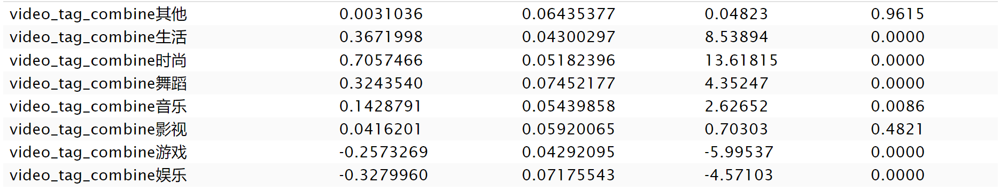 video_tag_combine其他 0.0031036 0.06435377 0.04823 0.9615
video_tag_combine生活 0.3671998 0.04300297 8.53894 0.0000
video_tag_combine时尚 0.7057466 0.05182396 13.61815 0.0000
video_tag_combine舞蹈 0.3243540 0.07452177 4.35247 0.0000
video_tag_combine音乐 0.1428791 0.05439858 2.62652 0.0086
video_tag_combine影视 0.0416201 0.05920065 0.70303 0.4821
video_tag_combine游戏 -0.2573269 0.04292095 -5.99537 0.0000
video_tag_combine娱乐 -0.3279960 0.07175543 -4.57103 0.0000